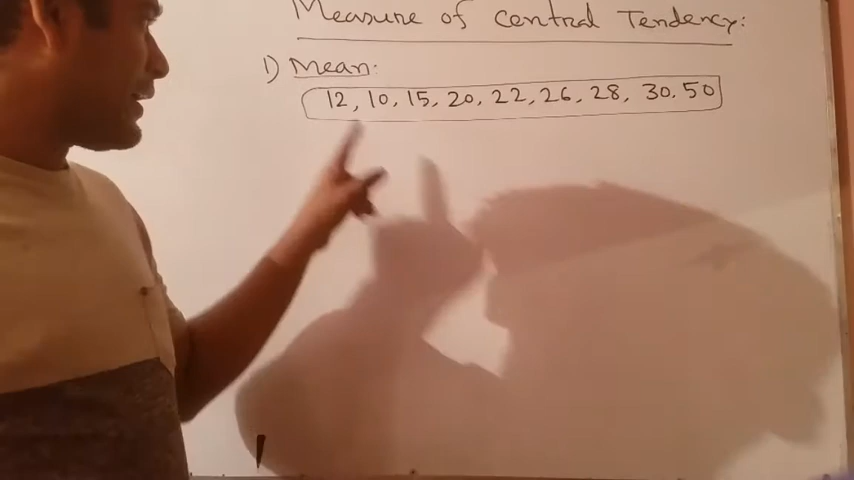 Measure of central Tendency:
1) Mean:
12, 10, 15, 20, 22, 26, 28, 30. 50